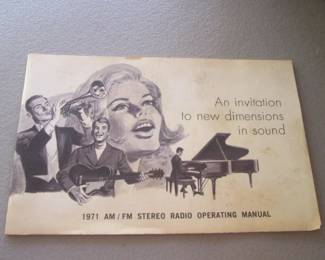 An invitation
to new dimensions
in sound
1971 AM / FM STEREO RADIO OPERATING MANUAL